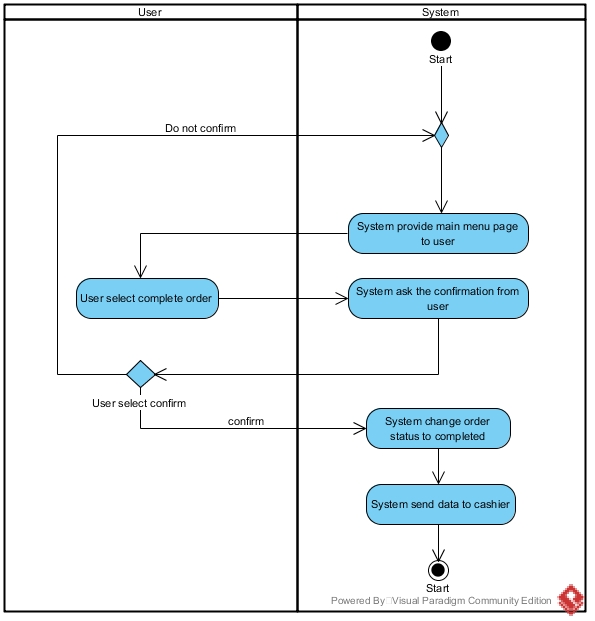 User
System
Start
Do not confirm
System provide main menu page
to user
User select complete order
System ask the confirmation from
user
User select confirm
confirm
System change order
status to completed
System send data to cashier
Start
Powered By Visual Paradigm Community Edition